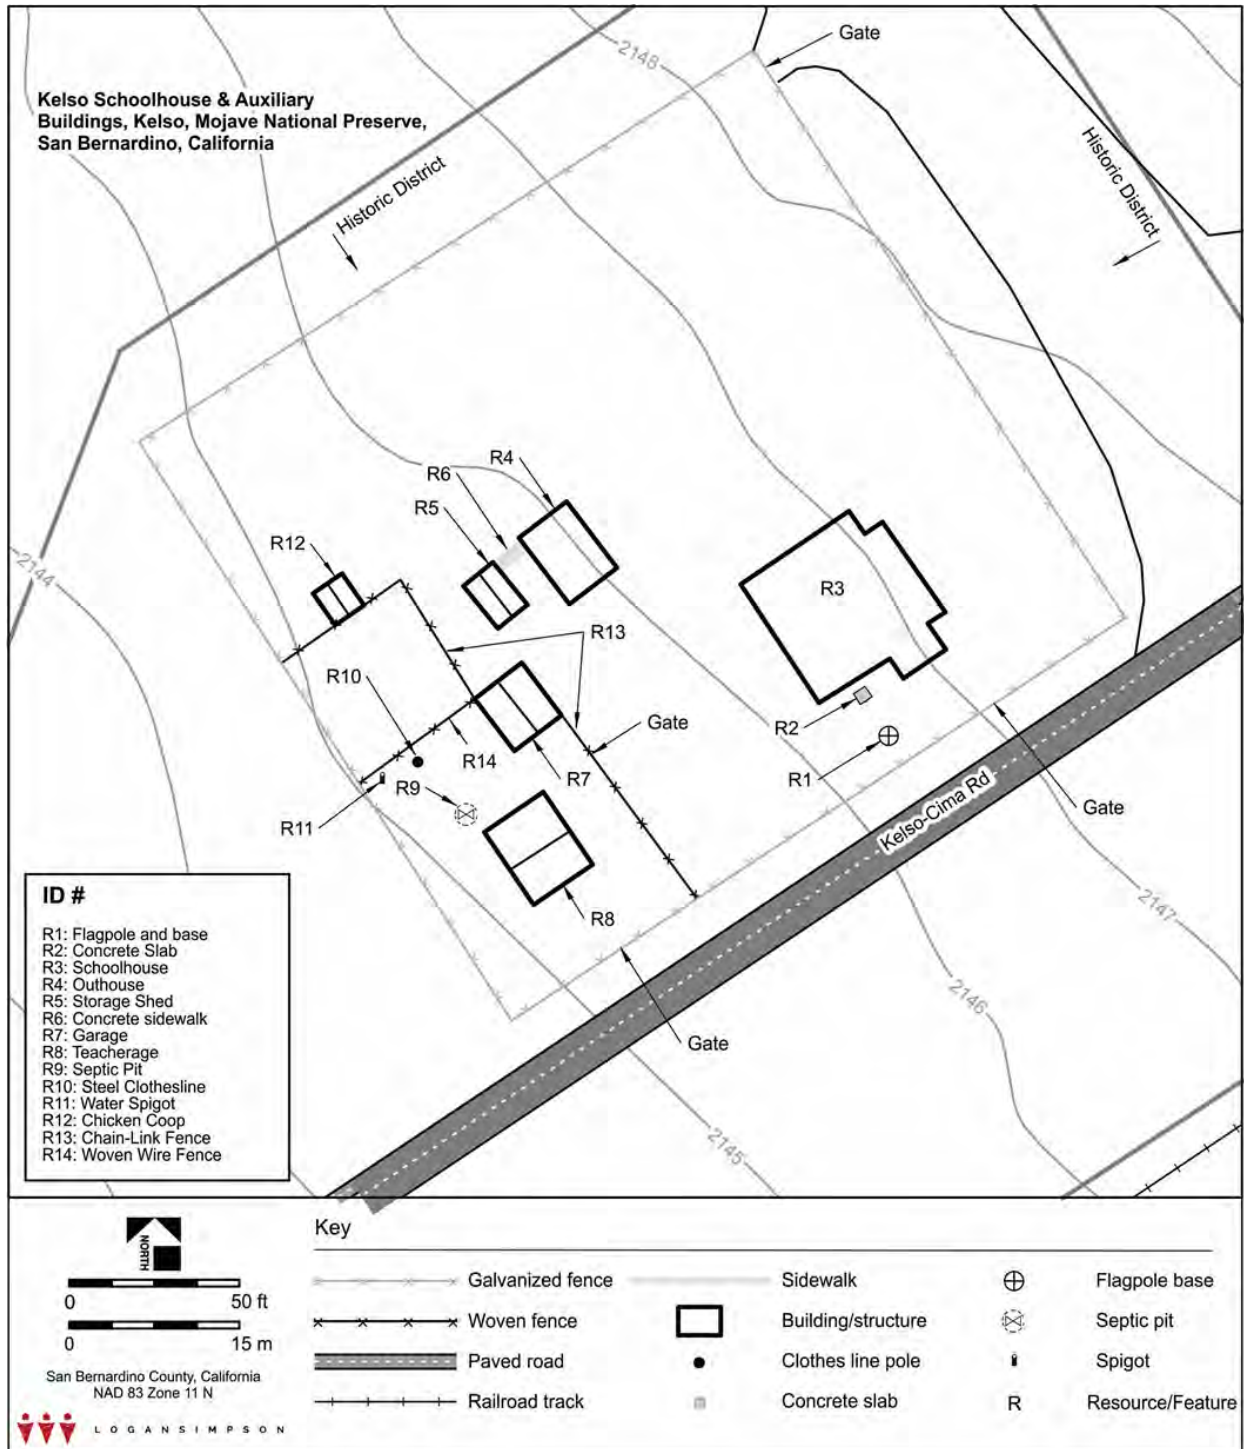 Gate
2148
Kelso Schoolhouse & Auxiliary
Buildings, Kelso, Mojave National Preserve,
San Bernardino, California
Historic District
Historic District
R4
R6
R5
R12
2144
R3
R13
R10
R2
Gate
R14
R7
R1
R9
Gate
R11
Kelso-Cima Rd
R8
2147
2146
Gate
2145
ID #
R1: Flagpole and base
R2: Concrete Slab
R3: Schoolhouse
R4: Outhouse
R5: Storage Shed
R6: Concrete sidewalk
R7: Garage
R8: Teacherage
R9: Septic Pit
R10: Steel Clothesline
R11: Water Spigot
R12: Chicken Coop
R13: Chain-Link Fence
R14: Woven Wire Fence
NORTH
0 50 ft
0 15 m
San Bernardino County, California
NAD 83 Zone 11 N
LOGANSIMPSON
Key
Galvanized fence
Woven fence
Paved road
Railroad track
Sidewalk
Building/structure
Clothes line pole
Concrete slab
Flagpole base
Septic pit
Spigot
R Resource/Feature